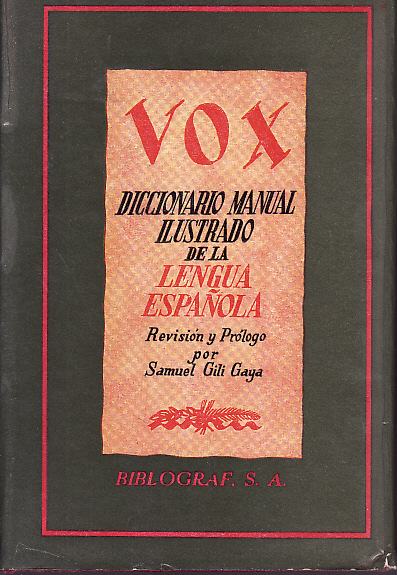 VOX
DICCIONARIO MANUAL
ILUSTRADO
DE LA
LENGUA
ESPAÑOLA
Revisión y Prólogo
por
Samuel Gili Gaya
BIBLOGRAF, S. A.